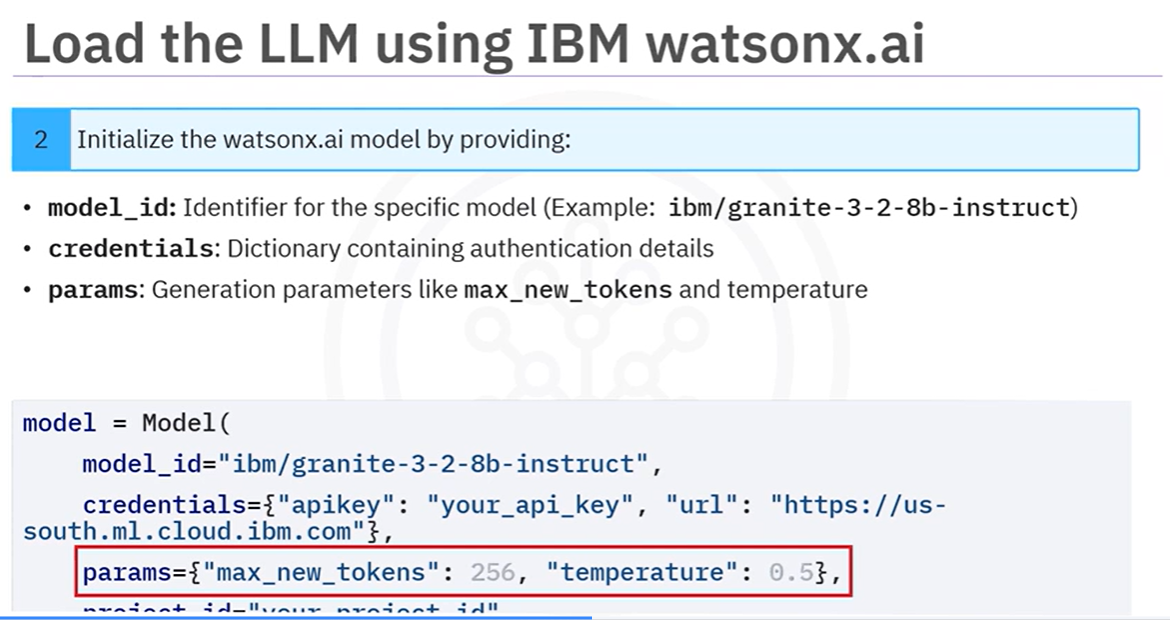 Load the LLM using IBM watsonx.ai
2 Initialize the watsonx.ai model by providing:
• model_id: Identifier for the specific model (Example: ibm/granite-3-2-8b-instruct)
• credentials: Dictionary containing authentication details
• params: Generation parameters like max_new_tokens and temperature
model = Model(
model_id="ibm/granite-3-2-8b-instruct",
credentials={"apikey": "your_api_key", "url": "https://us-
south.ml.cloud.ibm.com"},
params={"max_new_tokens": 256, "temperature": 0.5},
project_id="your_project_id"